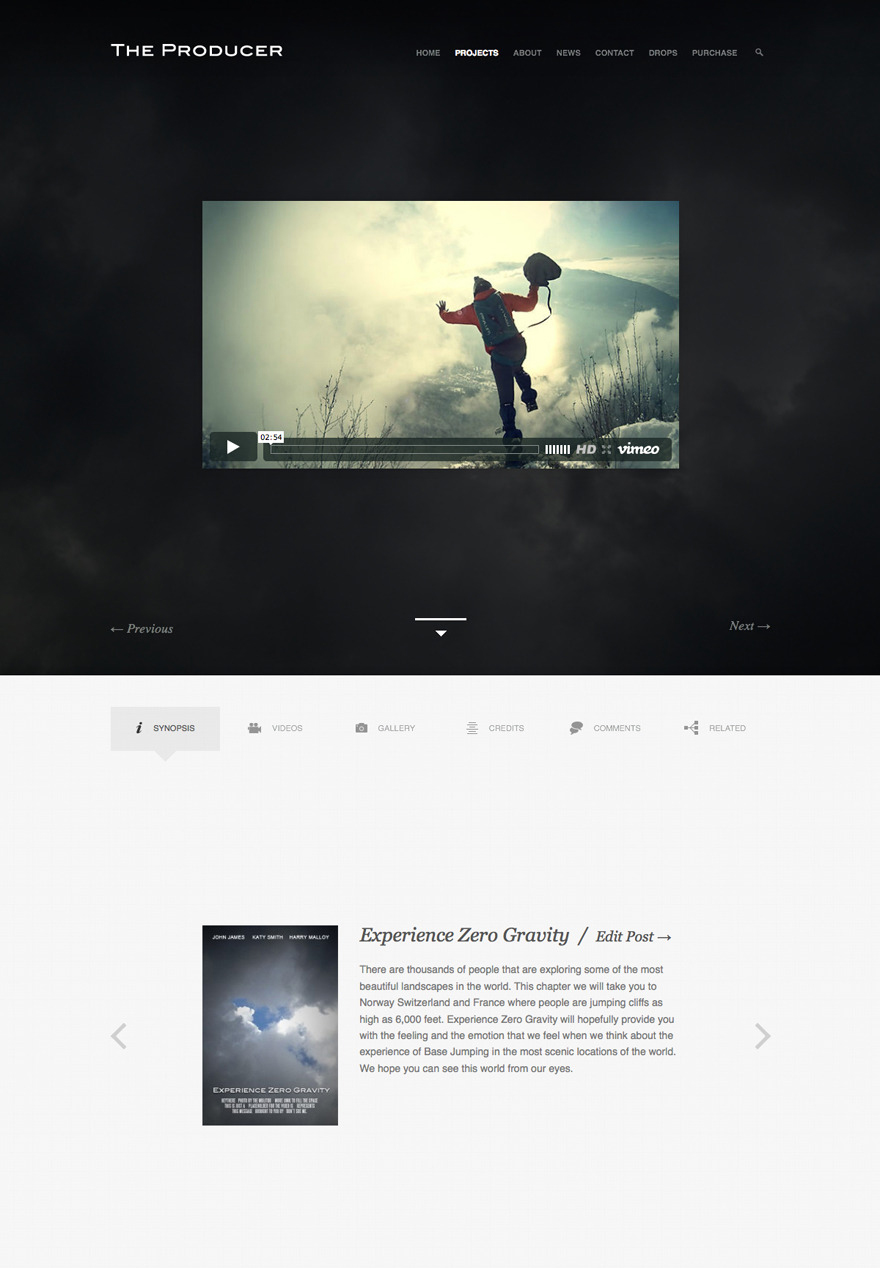 THE PRODUCER
HOME PROJECTS ABOUT NEWS CONTACT DROPS PURCHASE
02:54
HD vimeo
← Previous
Next →
i SYNOPSIS VIDEOS GALLERY CREDITS COMMENTS RELATED
JOHN JAMES KATY SMITH HARRY MALLOY
EXPERIENCE ZERO GRAVITY
Experience Zero Gravity / Edit Post →
There are thousands of people that are exploring some of the most
beautiful landscapes in the world. This chapter we will take you to
Norway Switzerland and France where people are jumping cliffs as
high as 6,000 feet. Experience Zero Gravity will hopefully provide you
with the feeling and the emotion that we feel when we think about the
experience of Base Jumping in the most scenic locations of the world.
We hope you can see this world from our eyes.